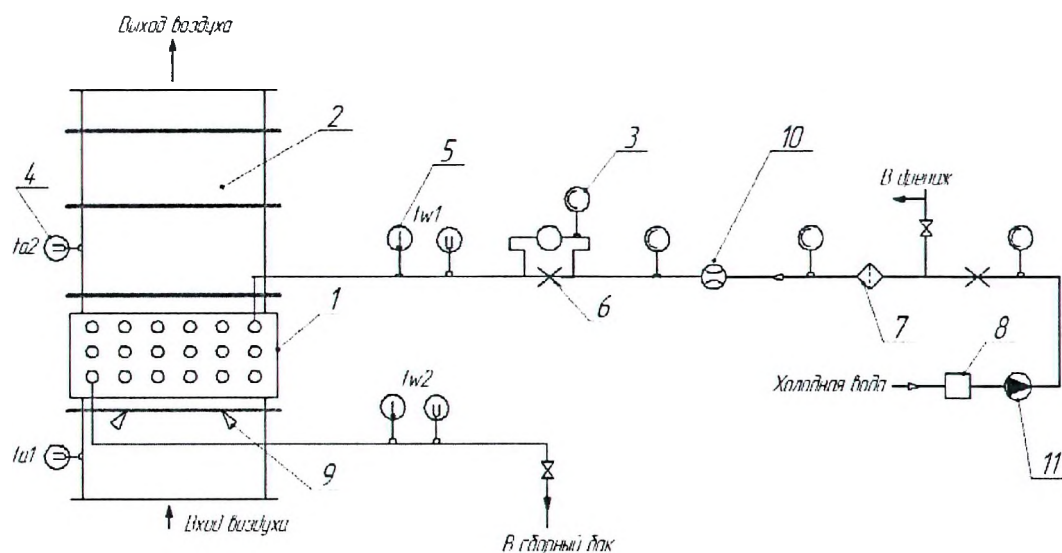 Выход воздуха
2
4
5
3
10
В дренаж
tw1
ta2
1
6
7
8
Холодная вода
tw2
9
11
ta1
Вход воздуха
В сборный бак